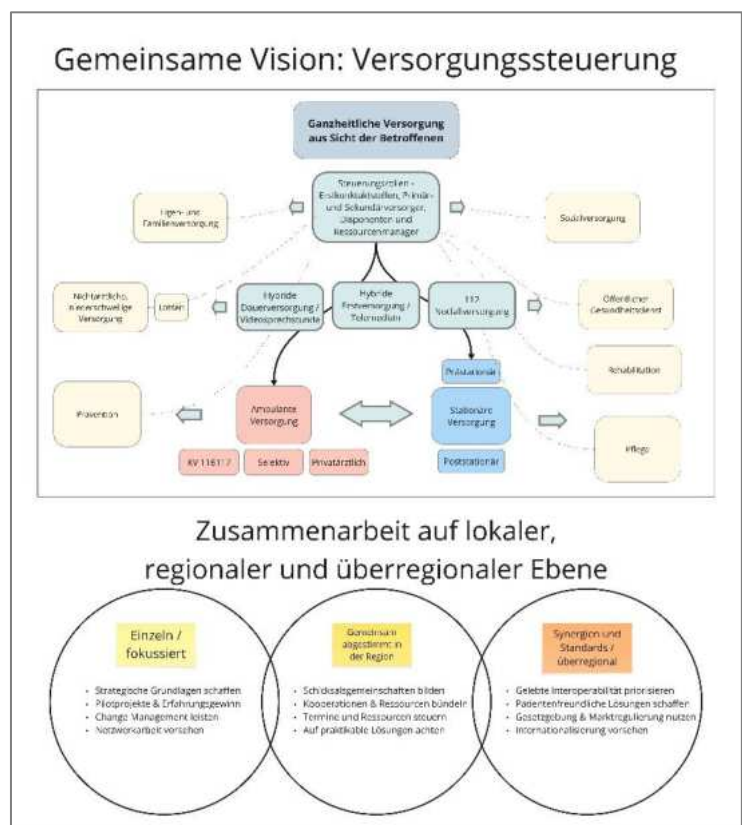 Gemeinsame Vision: Versorgungssteuerung
Ganzheitliche Versorgung
aus Sicht der Betroffenen
Steuerungsrollen -
Erstkontaktstellen, Primär-
und Sekundärversorger,
Disponenten und
Ressourcenmanager
Eigen- und
Familienversorgung
Sozialversorgung
Nichtärztliche,
niederschwellige
Versorgung
Lotsen
Hybride
Dauerversorgung /
Videosprechstunde
Hybride
Erstversorgung /
Telemedizin
112
Notfallversorgung
Öffentlicher
Gesundheitsdienst
Rehabilitation
Prävention
Ambulante
Versorgung
Prästationär
Stationäre
Versorgung
Pflege
KV 116117
Selektiv
Privatärztlich
Poststationär
Zusammenarbeit auf lokaler,
regionaler und überregionaler Ebene
Einzeln /
fokussiert
Strategische Grundlagen schaffen
Pilotprojekte & Erfahrungsgewinn
Change Management leisten
Netzwerkarbeit vorsehen
Gemeinsam
abgestimmt in
der Region
Schicksalsgemeinschaften bilden
Kooperationen & Ressourcen bündeln
Termine und Ressourcen steuern
Auf praktikable Lösungen achten
Synergien und
Standards /
überregional
Gelebte Interoperabilität priorisieren
Patientenfreundliche Lösungen schaffen
Gesetzgebung & Marktregulierung nutzen
Internationalisierung vorsehen